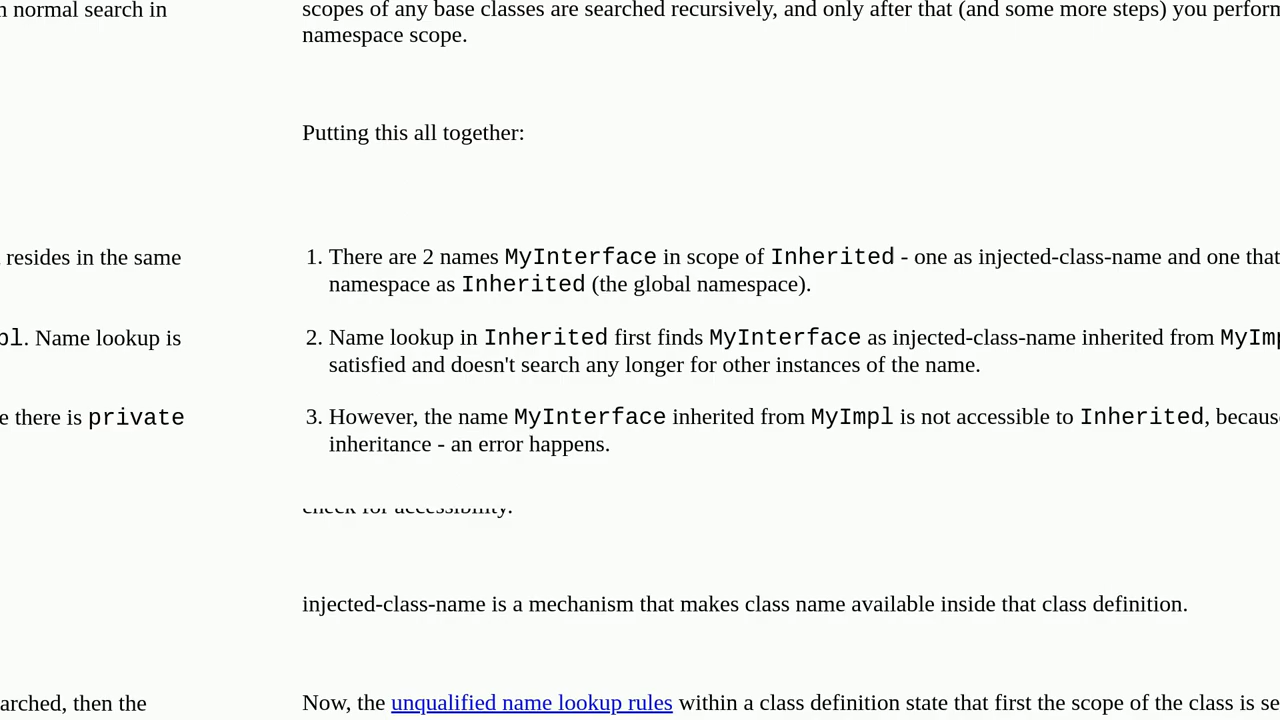 n normal search in
scopes of any base classes are searched recursively, and only after that (and some more steps) you perform
namespace scope.
Putting this all together:
resides in the same
1. There are 2 names MyInterface in scope of Inherited - one as injected-class-name and one that
namespace as Inherited (the global namespace).
pl. Name lookup is
2. Name lookup in Inherited first finds MyInterface as injected-class-name inherited from MyImp
satisfied and doesn't search any longer for other instances of the name.
e there is private
3. However, the name MyInterface inherited from MyImpl is not accessible to Inherited, becaus
inheritance - an error happens.
check for accessibility.
injected-class-name is a mechanism that makes class name available inside that class definition.
arched, then the
Now, the unqualified name lookup rules within a class definition state that first the scope of the class is se